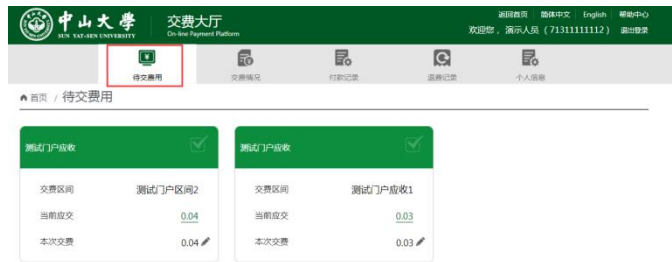 返回首页 简体中文 English 帮助中心
中山大學 交费大厅
SUN YAT-SEN UNIVERSITY On-line Payment Platform
欢迎您，演示人员（71311111112） 退出登录
待交费用 交费情况 付款记录 退费记录 个人信息
首页 / 待交费用
测试门户应收 测试门户应收
交费区间 测试门户区间2 交费区间 测试门户应收1
当前应交 0.04 当前应交 0.03
本次交费 0.04 本次交费 0.03